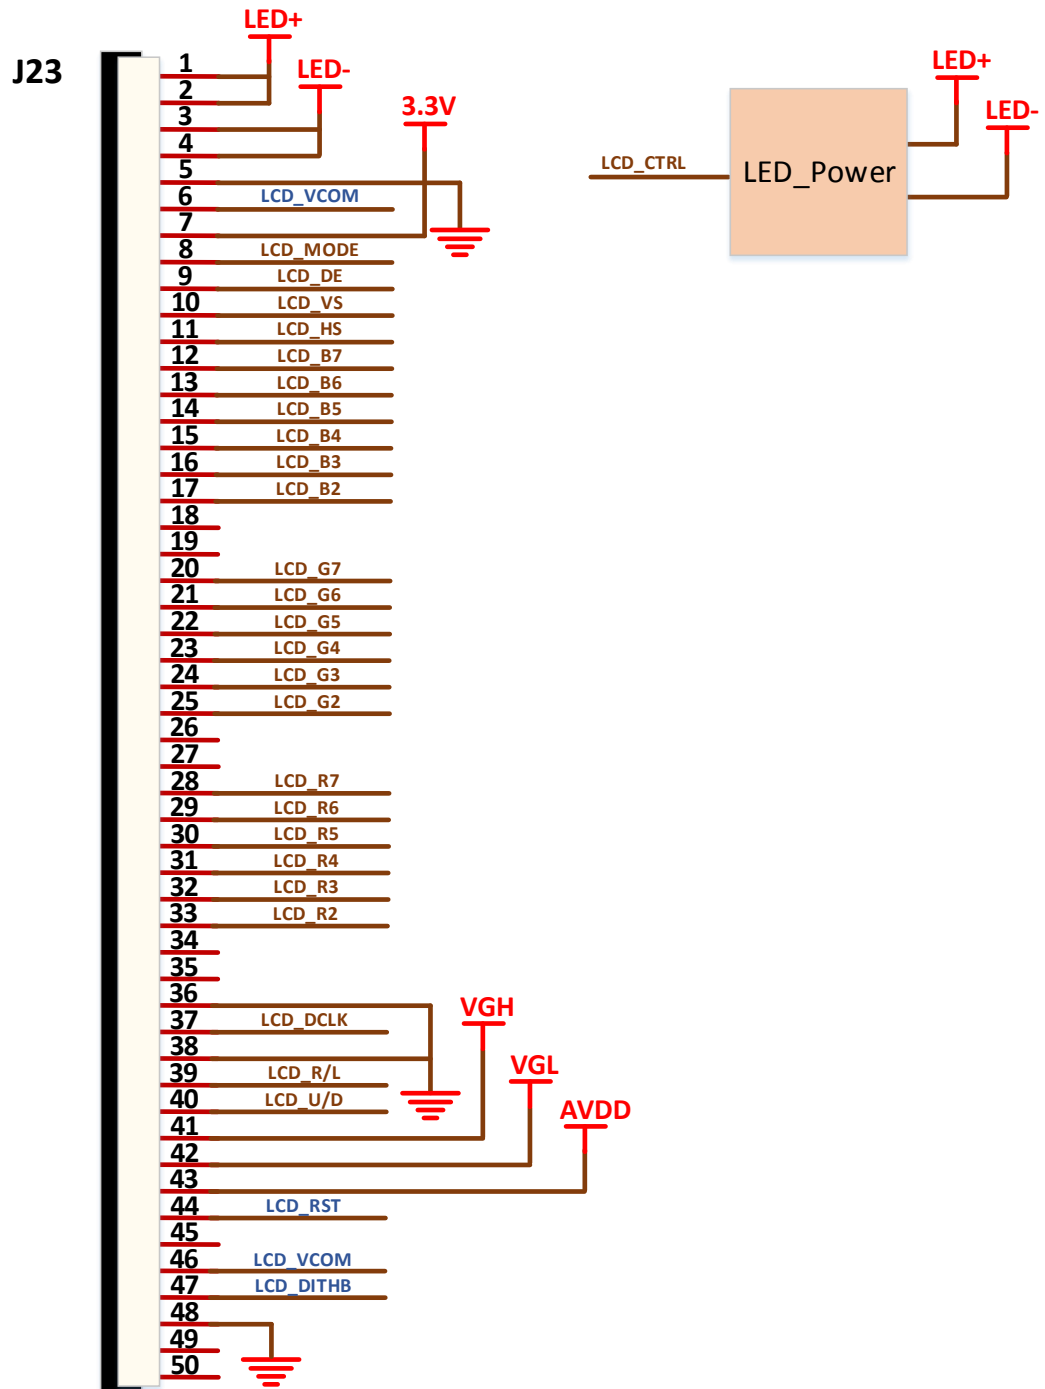 J23
LED+
1
2
LED-
3
4
3.3V
5
6 LCD_VCOM
7
8 LCD_MODE
9 LCD_DE
10 LCD_VS
11 LCD_HS
12 LCD_B7
13 LCD_B6
14 LCD_B5
15 LCD_B4
16 LCD_B3
17 LCD_B2
18
19
20 LCD_G7
21 LCD_G6
22 LCD_G5
23 LCD_G4
24 LCD_G3
25 LCD_G2
26
27
28 LCD_R7
29 LCD_R6
30 LCD_R5
31 LCD_R4
32 LCD_R3
33 LCD_R2
34
35
36
37 LCD_DCLK
VGH
38
39 LCD_R/L
VGL
40 LCD_U/D
AVDD
41
42
43
44 LCD_RST
45
46 LCD_VCOM
47 LCD_DITHB
48
49
50
LED+
LED-
LCD_CTRL
LED_Power